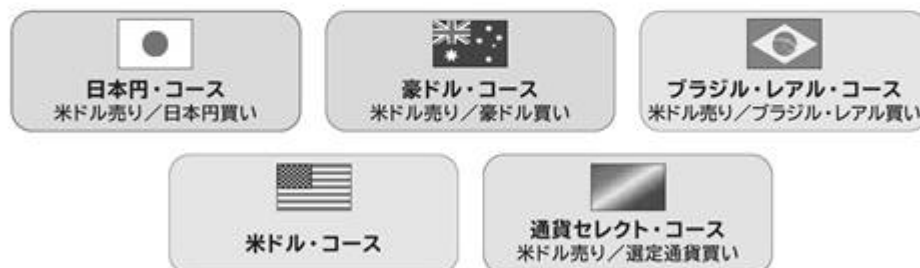 日本円・コース
米ドル売り／日本円買い
豪ドル・コース
米ドル売り／豪ドル買い
ブラジル・レアル・コース
米ドル売り／ブラジル・レアル買い
米ドル・コース
通貨セレクト・コース
米ドル売り／選定通貨買い